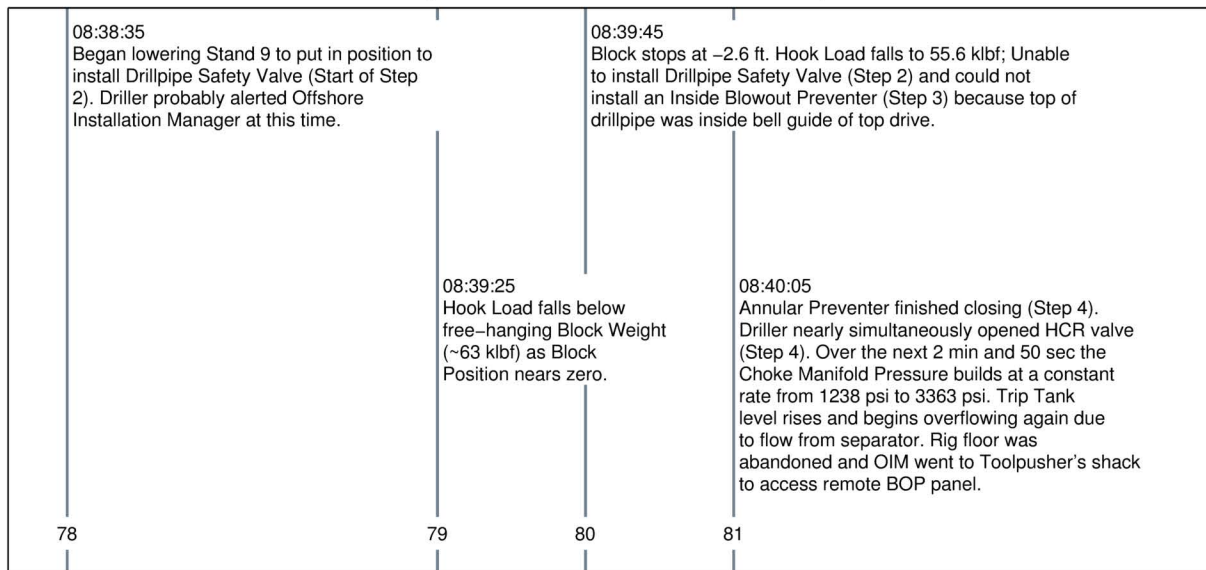 08:38:35
Began lowering Stand 9 to put in position to
install Drillpipe Safety Valve (Start of Step
2). Driller probably alerted Offshore
Installation Manager at this time.
08:39:45
Block stops at −2.6 ft. Hook Load falls to 55.6 klbf; Unable
to install Drillpipe Safety Valve (Step 2) and could not
install an Inside Blowout Preventer (Step 3) because top of
drillpipe was inside bell guide of top drive.
08:39:25
Hook Load falls below
free−hanging Block Weight
(~63 klbf) as Block
Position nears zero.
08:40:05
Annular Preventer finished closing (Step 4).
Driller nearly simultaneously opened HCR valve
(Step 4). Over the next 2 min and 50 sec the
Choke Manifold Pressure builds at a constant
rate from 1238 psi to 3363 psi. Trip Tank
level rises and begins overflowing again due
to flow from separator. Rig floor was
abandoned and OIM went to Toolpusher's shack
to access remote BOP panel.
78
79
80
81